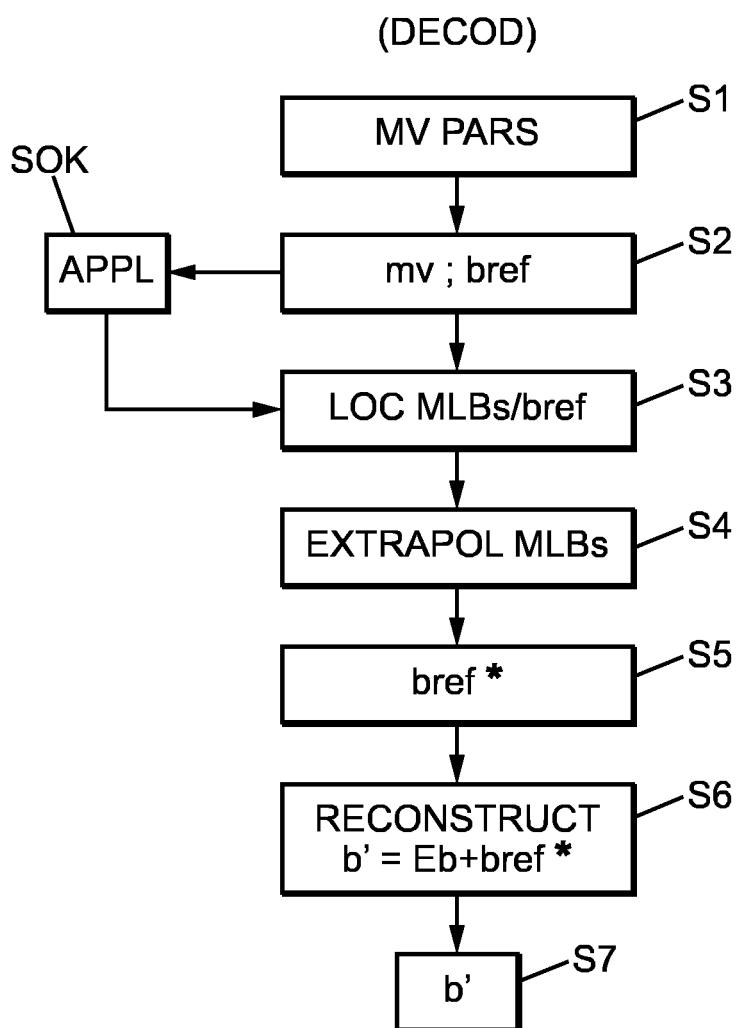 (DECOD)
S1
MV PARS
SOK
S2
APPL
mv ; bref
S3
LOC MLBs/bref
S4
EXTRAPOL MLBs
S5
bref *
S6
RECONSTRUCT
b' = Eb+bref *
S7
b'